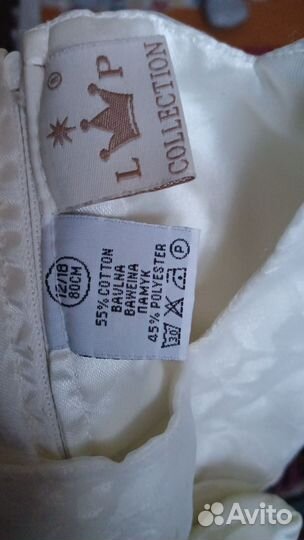 L P
®
COLLECTION
12/18
80CM
55% COTTON
BAVLNA
BAWEŁNA
ПАМУК
45% POLYESTER
30
P
Avito